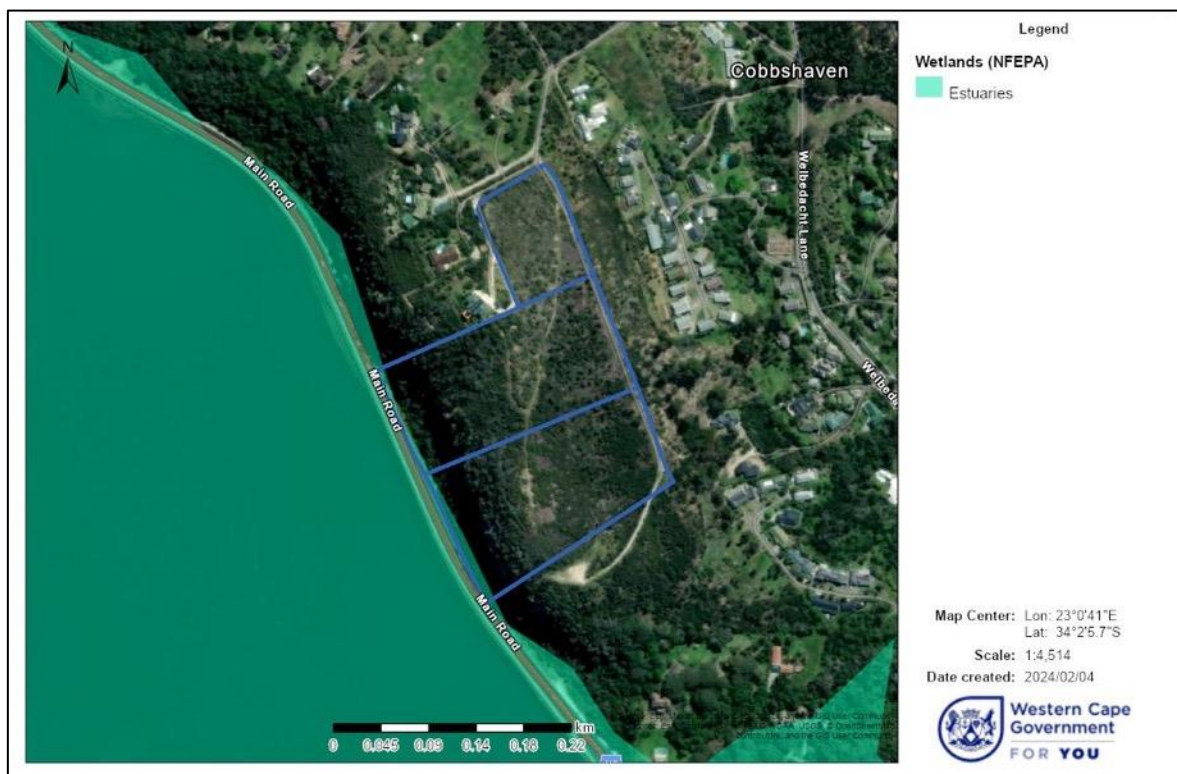 Legend
Wetlands (NFEPA)
Estuaries
N
Cobbshaven
Main Road
Welbedacht Lane
Main Road
Welbeda
Main Road
km
0 0,045 0,09 0,14 0,18 0,22
Map Center: Lon: 23°0'41"E
Lat: 34°2'5.7"S
Scale: 1:4,514
Date created: 2024/02/04
Western Cape
Government
FOR YOU